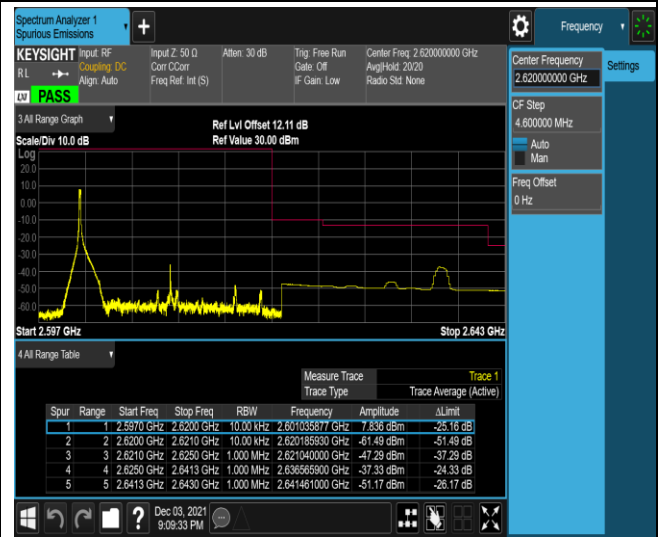 Spectrum Analyzer 1
Spurious Emissions
+
Frequency
KEYSIGHT Input: RF Input Z: 50 Ω Atten: 30 dB Trig: Free Run Center Freq: 2.620000000 GHz
RL Coupling: DC Corr CCorr Gate: Off Avg|Hold: 20/20
Align: Auto Freq Ref: Int (S) IF Gain: Low Radio Std: None
LXI PASS
Center Frequency
2.620000000 GHz
Settings
CF Step
4.600000 MHz
Auto
Man
Freq Offset
0 Hz
3 All Range Graph
Ref Lvl Offset 12.11 dB
Scale/Div 10.0 dB Ref Value 30.00 dBm
Log
20.0
10.0
0.00
-10.0
-20.0
-30.0
-40.0
-50.0
-60.0
Start 2.597 GHz Stop 2.643 GHz
4 All Range Table
Measure Trace Trace 1
Trace Type Trace Average (Active)
Spur Range Start Freq Stop Freq RBW Frequency Amplitude ΔLimit
1 1 2.5970 GHz 2.6200 GHz 10.00 kHz 2.601035877 GHz 7.836 dBm -25.16 dB
2 2 2.6200 GHz 2.6210 GHz 10.00 kHz 2.620185930 GHz -61.49 dBm -51.49 dB
3 3 2.6210 GHz 2.6250 GHz 1.000 MHz 2.621040000 GHz -47.29 dBm -37.29 dB
4 4 2.6250 GHz 2.6413 GHz 1.000 MHz 2.636565900 GHz -37.33 dBm -24.33 dB
5 5 2.6413 GHz 2.6430 GHz 1.000 MHz 2.641461000 GHz -51.17 dBm -26.17 dB
? Dec 03, 2021
9:09:33 PM